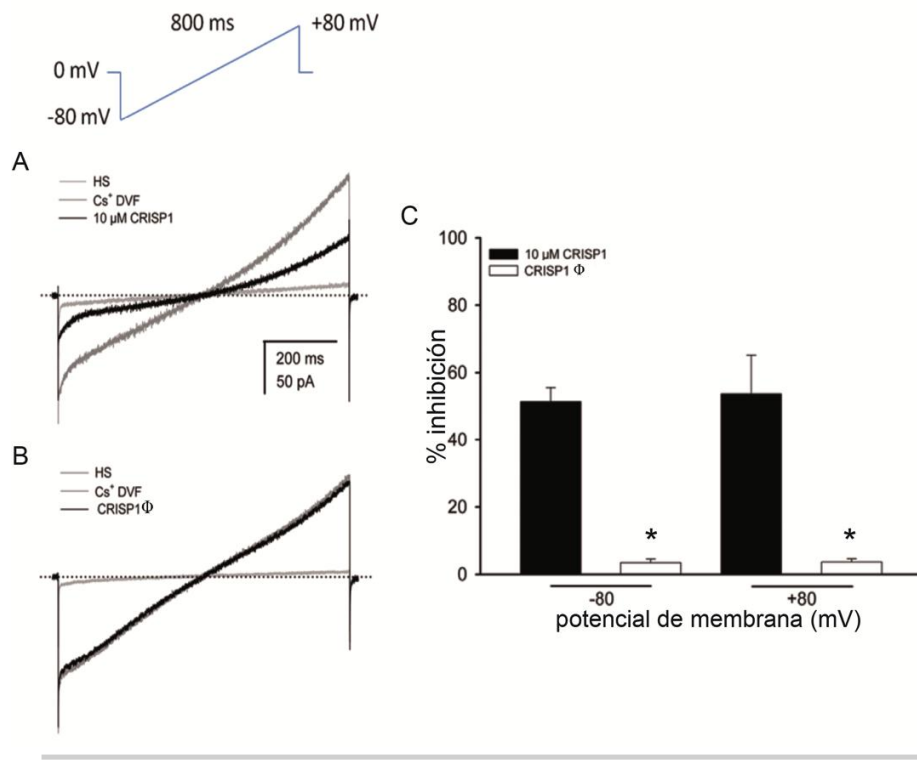 800 ms
+80 mV
0 mV
-80 mV
A
HS
Cs⁺ DVF
10 µM CRISP1
200 ms
50 pA
B
HS
Cs⁺ DVF
CRISP1 Φ
C
100
80
60
40
20
0
% inhibición
10 µM CRISP1
CRISP1 Φ
*
*
-80
+80
potencial de membrana (mV)